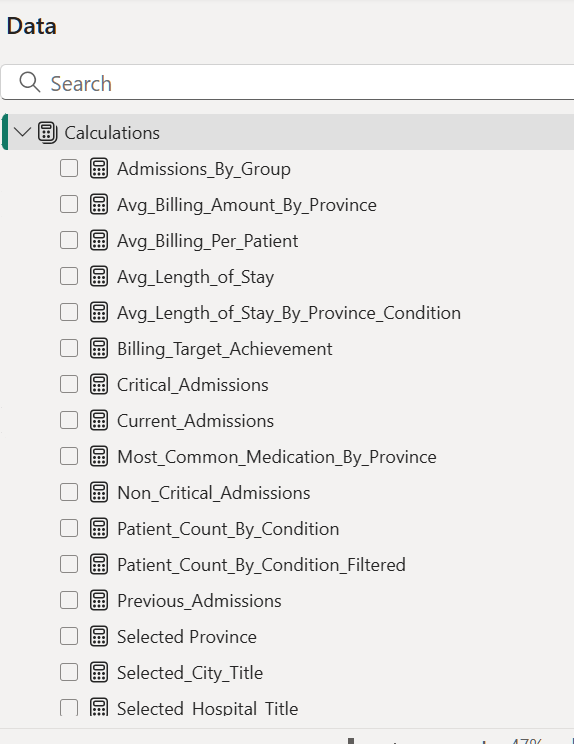 Data
Search
Calculations
Admissions_By_Group
Avg_Billing_Amount_By_Province
Avg_Billing_Per_Patient
Avg_Length_of_Stay
Avg_Length_of_Stay_By_Province_Condition
Billing_Target_Achievement
Critical_Admissions
Current_Admissions
Most_Common_Medication_By_Province
Non_Critical_Admissions
Patient_Count_By_Condition
Patient_Count_By_Condition_Filtered
Previous_Admissions
Selected Province
Selected_City_Title
Selected_Hospital_Title
47%